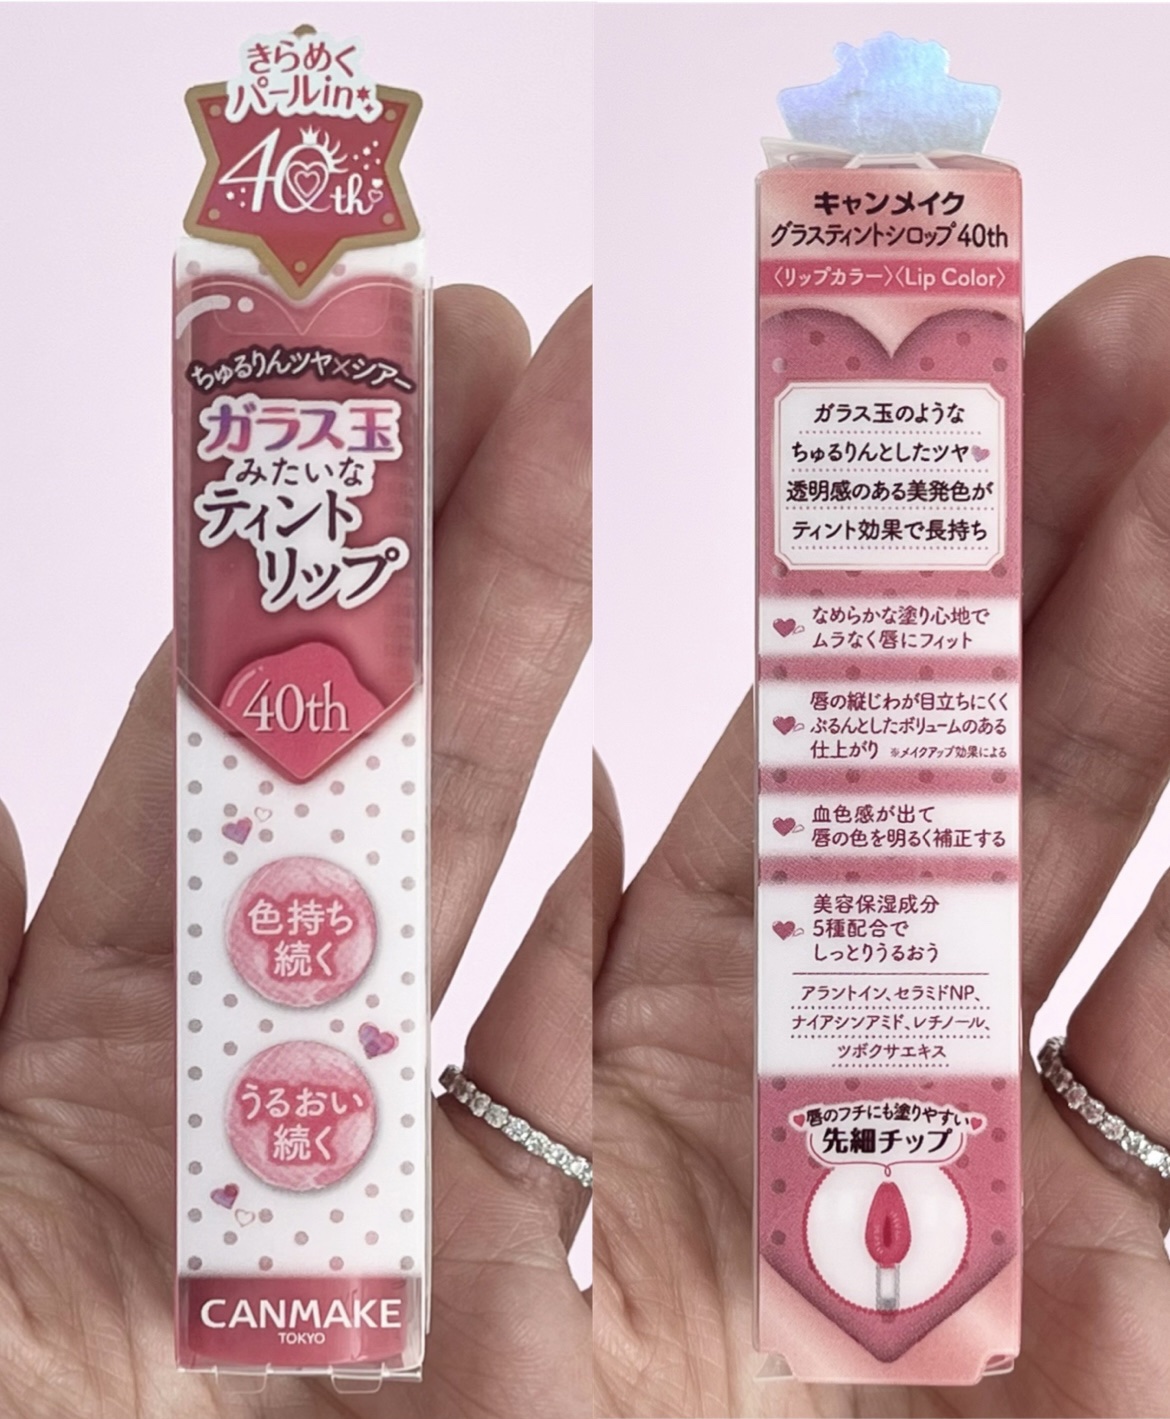 きらめく
パールin
40th
ちゅるりんツヤ×シアー
ガラス玉
みたいな
ティント
リップ
40th
色持ち
続く
うるおい
続く
CANMAKE
TOKYO
キャンメイク
グラスティントシロップ40th
〈リップカラー〉〈Lip Color〉
ガラス玉のような
ちゅるりんとしたツヤ
透明感のある美発色が
ティント効果で長持ち
なめらかな塗り心地で
ムラなく唇にフィット
唇の縦じわが目立ちにくく
ぷるんとしたボリュームのある
仕上がり ※メイクアップ効果による
血色感が出て
唇の色を明るく補正する
美容保湿成分
5種配合で
しっとりうるおう
アラントイン、セラミドNP、
ナイアシンアミド、レチノール、
ツボクサエキス
唇のフチにも塗りやすい
先細チップ